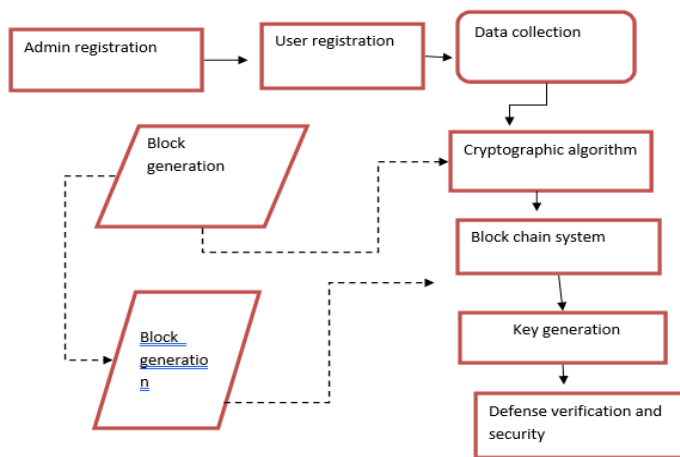 Admin registration
User registration
Data collection
Block
generation
Cryptographic algorithm
Block chain system
Block
generatio
n
Key generation
Defense verification and
security